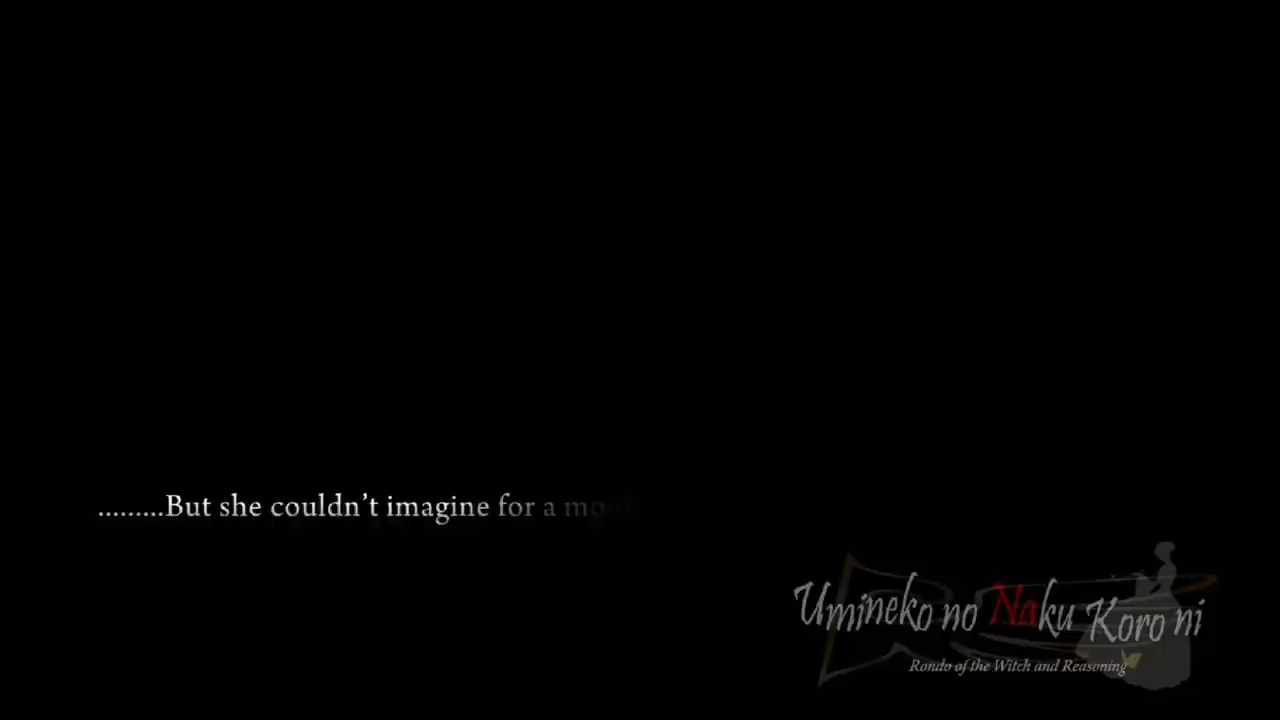 .........But she couldn't imagine for a
Umineko no Naku Koro ni
Rondo of the Witch and Reasoning